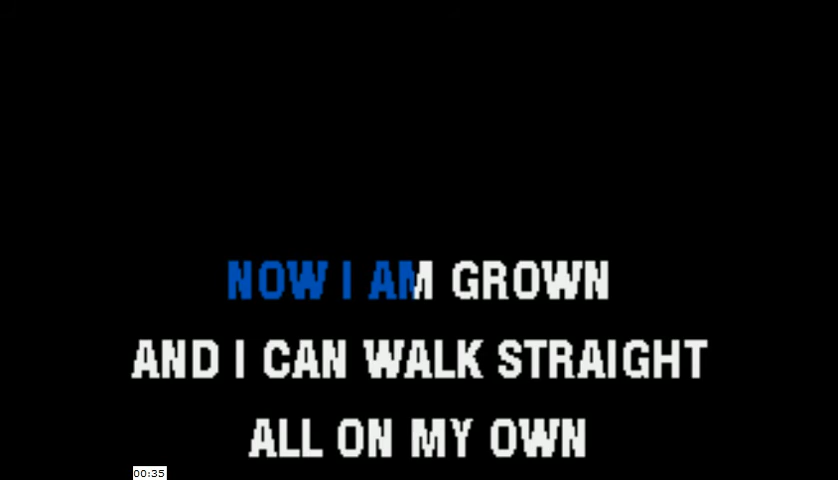 NOW I AM GROWN
AND I CAN WALK STRAIGHT
ALL ON MY OWN
00:35